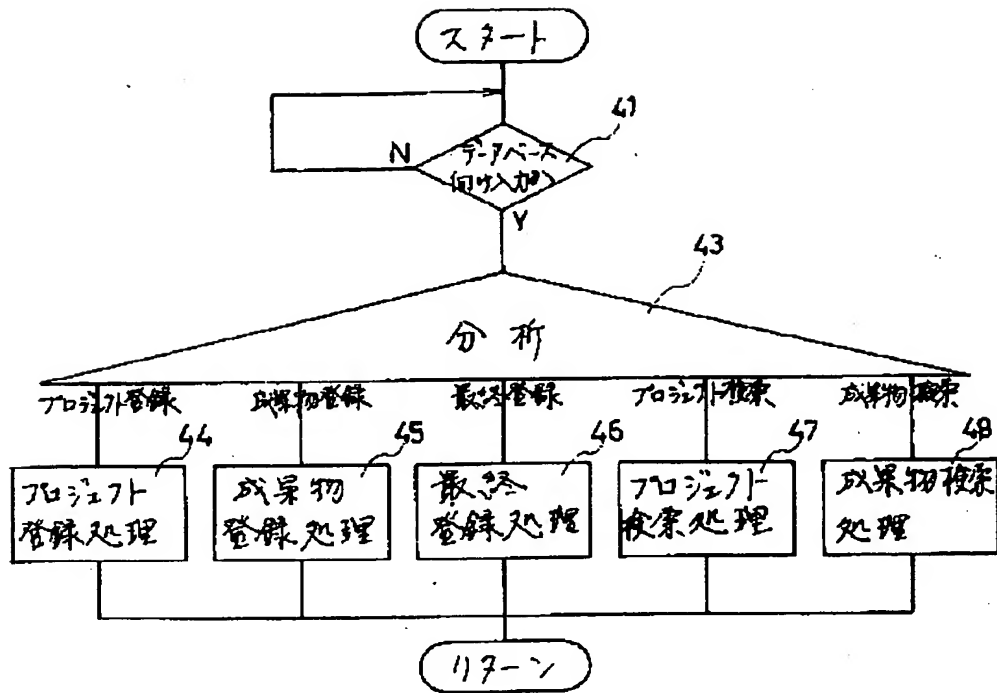 スタート
41
N
データベース
向け入力か
Y
43
分析
プロジェクト登録
成果物登録
最終登録
プロジェクト検索
成果物検索
44
45
46
47
48
プロジェクト
登録処理
成果物
登録処理
最終
登録処理
プロジェクト
検索処理
成果物検索
処理
リターン